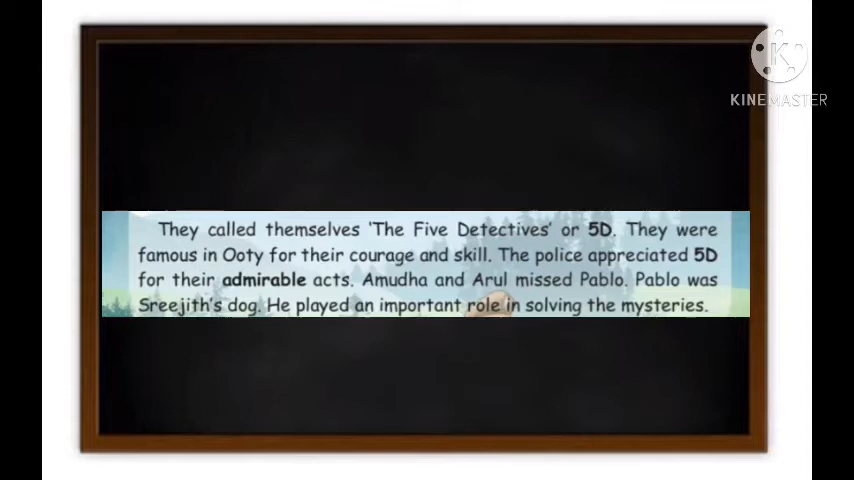 K
KINEMASTER
They called themselves 'The Five Detectives' or 5D. They were
famous in Ooty for their courage and skill. The police appreciated 5D
for their admirable acts. Amudha and Arul missed Pablo. Pablo was
Sreejith's dog. He played an important role in solving the mysteries.